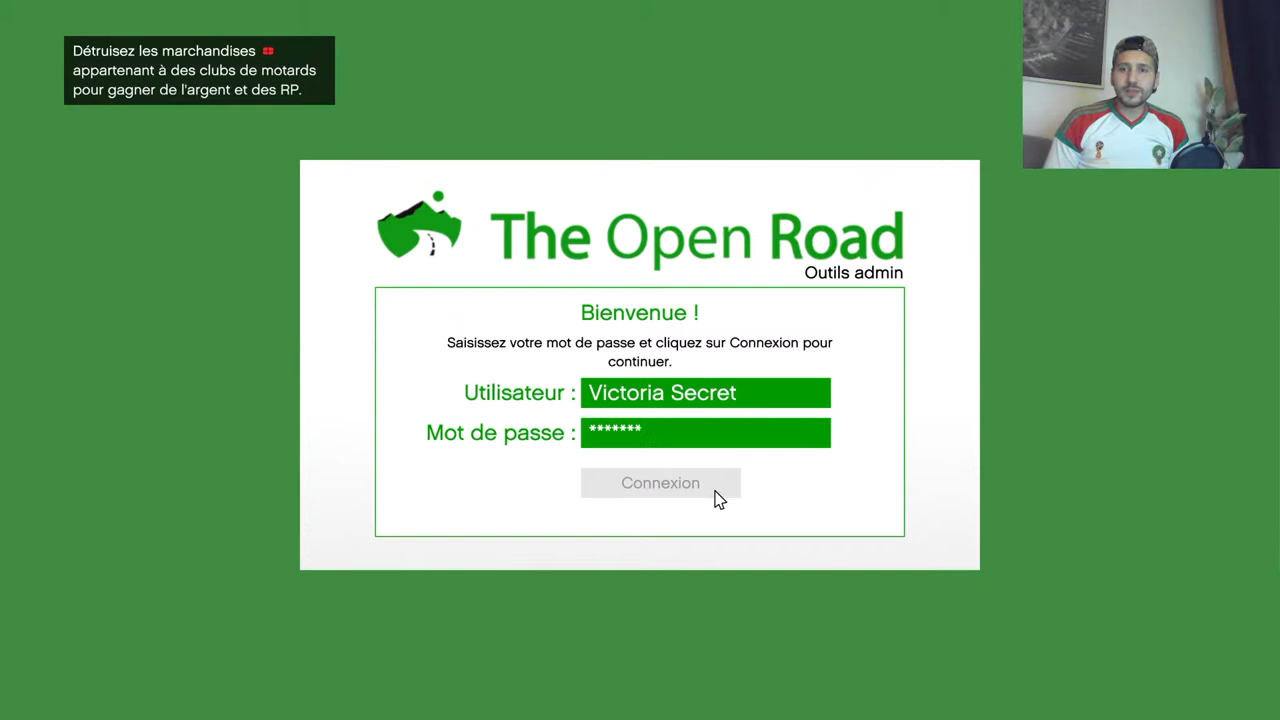 Détruisez les marchandises
appartenant à des clubs de motards
pour gagner de l'argent et des RP.
The Open Road
Outils admin
Bienvenue !
Saisissez votre mot de passe et cliquez sur Connexion pour
continuer.
Utilisateur : Victoria Secret
Mot de passe : *******
Connexion